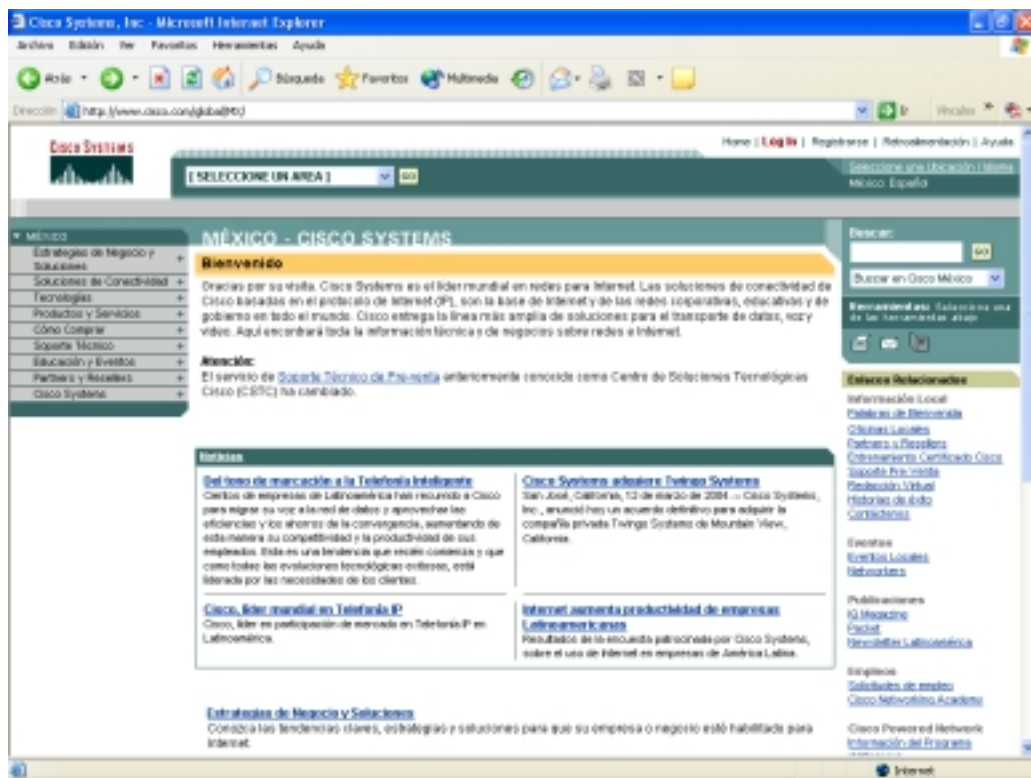 Cisco Systems, Inc - Microsoft Internet Explorer
Archivo Edición Ver Favoritos Herramientas Ayuda
Atrás Búsqueda Favoritos Multimedia
Dirección http://www.cisco.com/global/MX/ Ir Vínculos
CISCO SYSTEMS
Home | Log In | Registrarse | Retroalimentación | Ayuda
[ SELECCIONE UN AREA ] GO
Seleccione una Ubicación / Idioma
México: Español
MÉXICO
Estrategias de Negocio y Soluciones +
Soluciones de Conectividad +
Tecnologías +
Productos y Servicios +
Cómo Comprar +
Soporte Técnico +
Educación y Eventos +
Partners y Resellers +
Cisco Systems +
MÉXICO - CISCO SYSTEMS
Bienvenido
Gracias por su visita. Cisco Systems es el líder mundial en redes para Internet. Las soluciones de conectividad de
Cisco basadas en el protocolo de Internet (IP), son la base de Internet y de las redes corporativas, educativas y de
gobierno en todo el mundo. Cisco entrega la línea más amplia de soluciones para el transporte de datos, voz y
video. Aquí encontrará toda la información técnica y de negocios sobre redes e Internet.
Atención:
El servicio de Soporte Técnico de Pre-venta anteriormente conocido como Centro de Soluciones Tecnológicas
Cisco (CSTC) ha cambiado.
Noticias
Del tono de marcación a la Telefonía Inteligente
Cientos de empresas de Latinoamérica han recurrido a Cisco
para migrar su voz a la red de datos y aprovechar las
eficiencias y los ahorros de la convergencia, aumentando de
esta manera su competitividad y la productividad de sus
empleados. Esta es una tendencia que recién comienza y que
como todas las evoluciones tecnológicas exitosas, está
liderada por las necesidades de los clientes.
Cisco Systems adquiere Twingo Systems
San José, California, 12 de marzo de 2004. -- Cisco Systems,
Inc., anunció hoy un acuerdo definitivo para adquirir la
compañía privada Twingo Systems de Mountain View,
California.
Cisco, líder mundial en Telefonía IP
Cisco, líder en participación de mercado en Telefonía IP en
Latinoamérica.
Internet aumenta productividad de empresas
Latinoamericanas
Resultados de la encuesta patrocinada por Cisco Systems,
sobre el uso de Internet en empresas de América Latina.
Estrategias de Negocio y Soluciones
Conozca las tendencias claves, estrategias y soluciones para que su empresa o negocio esté habilitado para
Internet.
Buscar:
GO
Buscar en Cisco México
Herramientas: Seleccione una
de las herramientas abajo
Enlaces Relacionados
Información Local
Palabras de Bienvenida
Oficinas Locales
Partners y Resellers
Entrenamiento Certificado Cisco
Soporte Pre-Venta
Redacción Virtual
Historias de éxito
Contáctenos
Eventos
Eventos Locales
Networkers
Publicaciones
IQ Magazine
Packet
Newsletter Latinoamérica
Empleos
Solicitudes de empleo
Cisco Networking Academy
Cisco Powered Network
Información del Programa
Internet